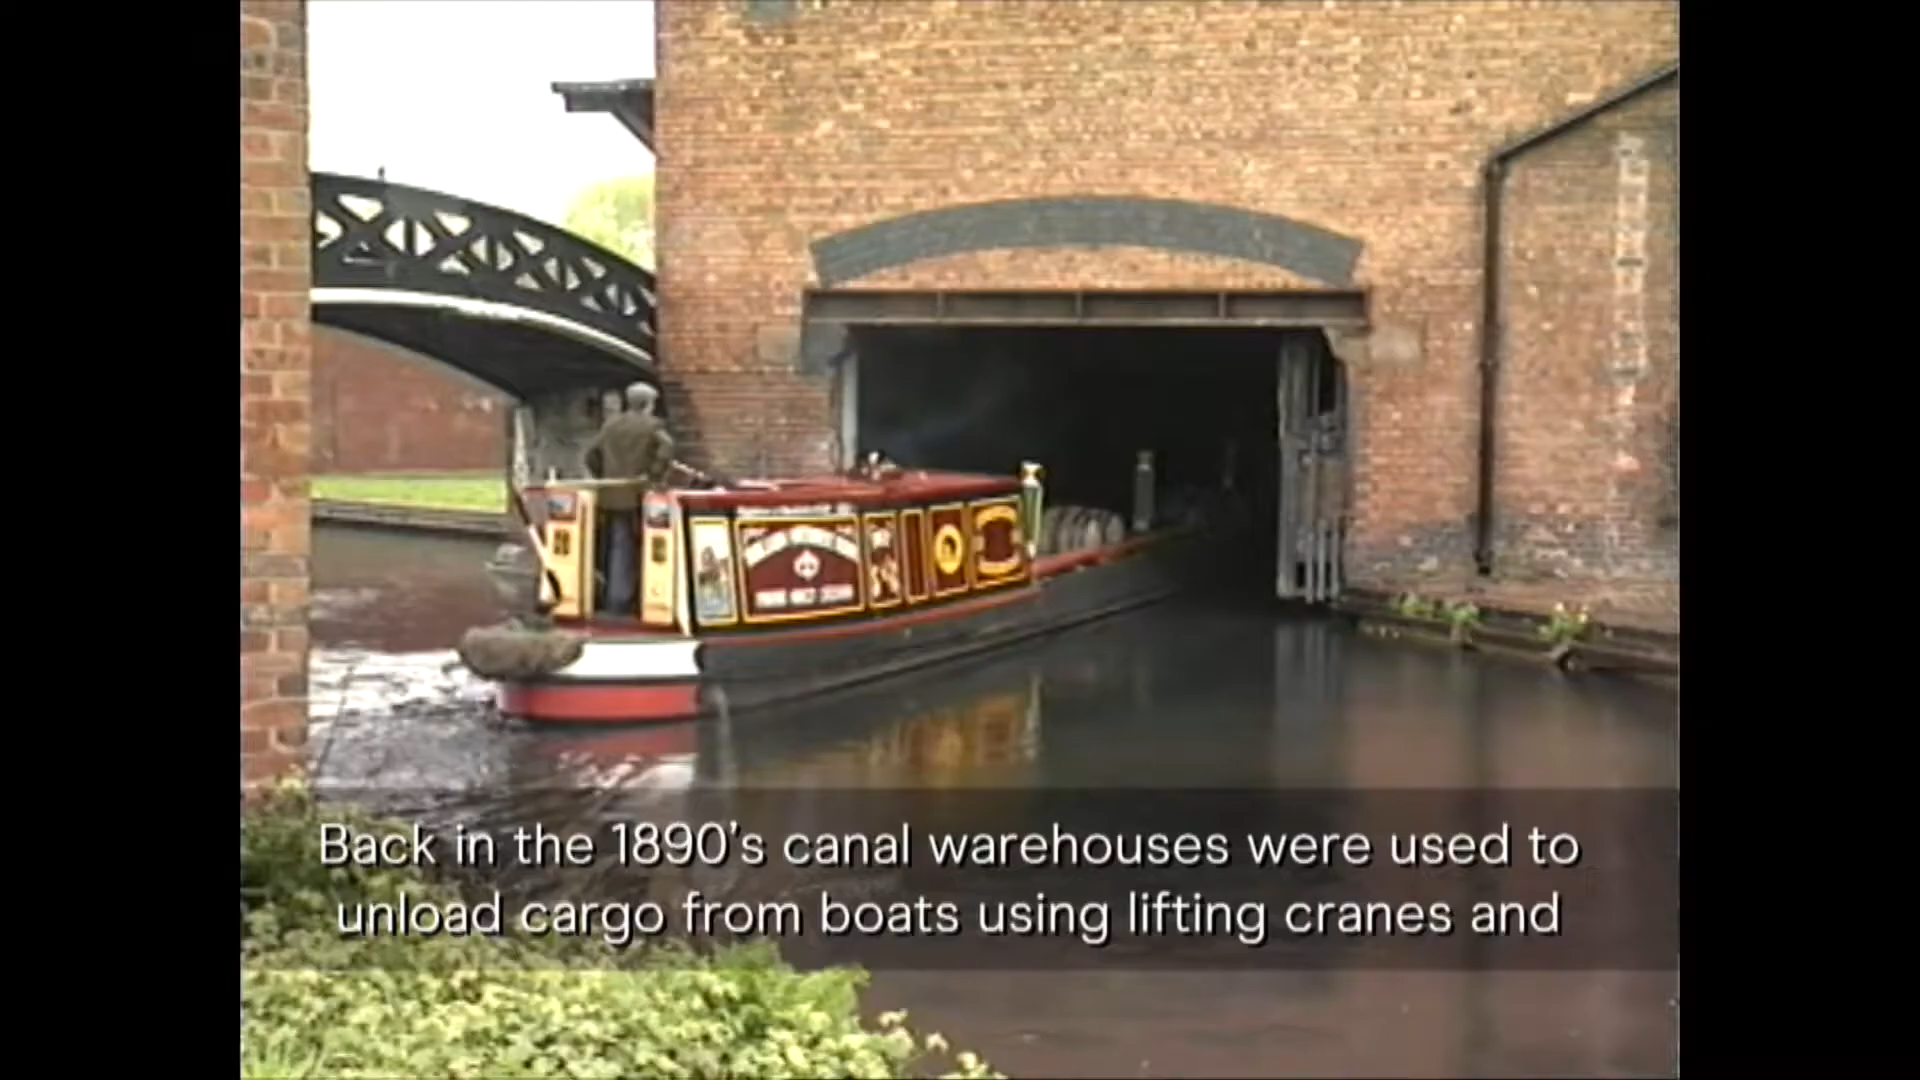 Back in the 1890's canal warehouses were used to
unload cargo from boats using lifting cranes and